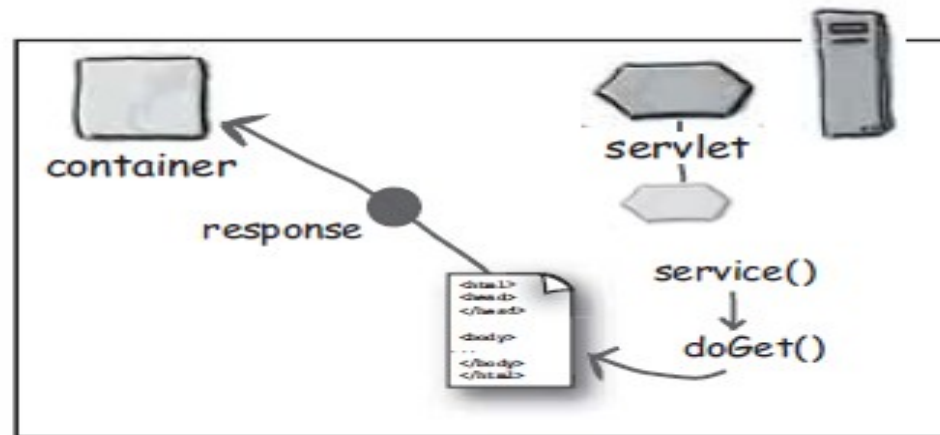 container
servlet
response
service()
doGet()
<html>
<head>
</head>
<body>
...
</body>
</html>